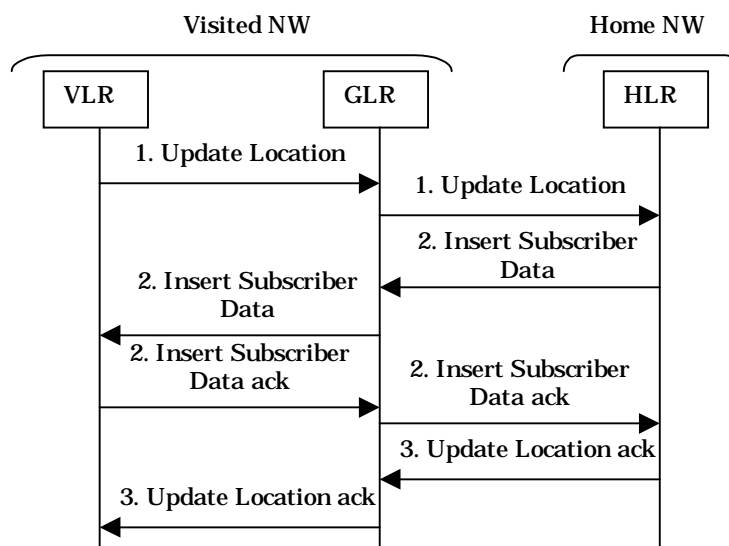 Visited NW
Home NW
VLR
GLR
HLR
1. Update Location
1. Update Location
2. Insert Subscriber
Data
2. Insert Subscriber
Data
2. Insert Subscriber
Data ack
2. Insert Subscriber
Data ack
3. Update Location ack
3. Update Location ack